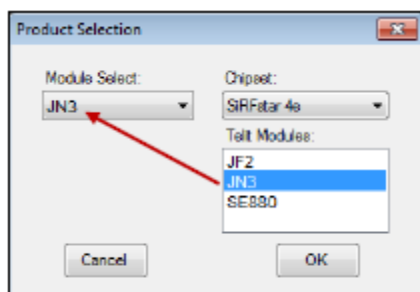 Product Selection
Module Select:
Chipset:
JN3
SiRFstar 4e
Telit Modules:
JF2
JN3
SE880
Cancel
OK